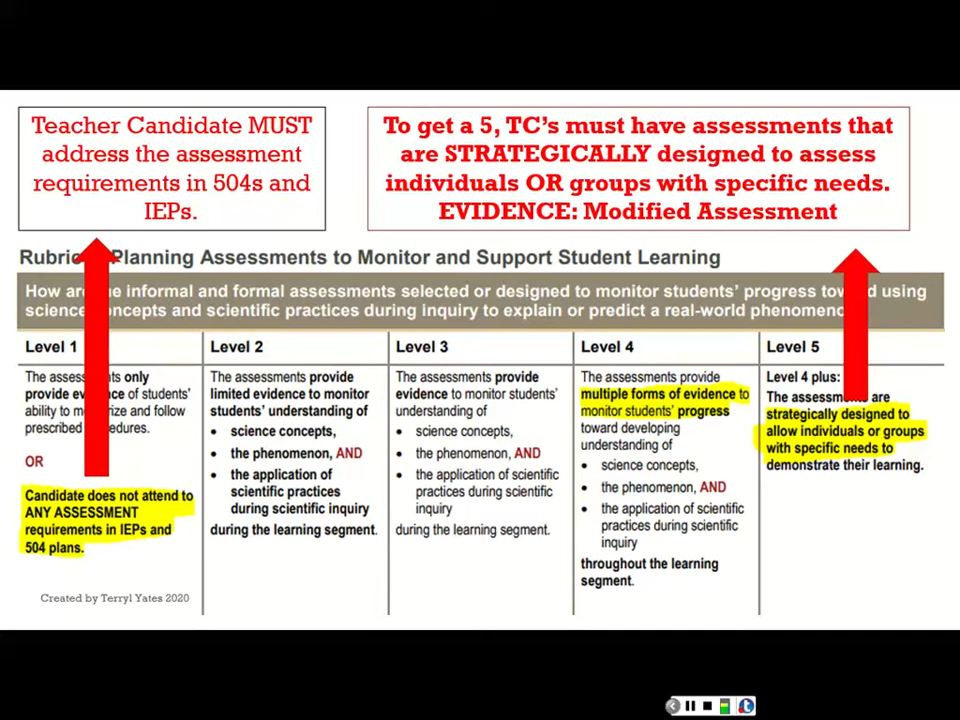 Teacher Candidate MUST
address the assessment
requirements in 504s and
IEPs.
To get a 5, TC's must have assessments that
are STRATEGICALLY designed to assess
individuals OR groups with specific needs.
EVIDENCE: Modified Assessment
Planning Assessments to Monitor and Support Student Learning
How informal and formal assessments selected or designed to monitor students' progress using
science concepts and scientific practices during inquiry to explain or predict a real-world
Level 1
The only
provide of students'
ability to and follow
prescribed
OR
Candidate does not attend to
ANY ASSESSMENT
requirements in IEPs and
504 plans.
Level 2
The assessments provide
limited evidence to monitor
students' understanding of
• science concepts,
• the phenomenon, AND
• the application of
scientific practices
during scientific inquiry
during the learning segment.
Level 3
The assessments provide
evidence to monitor students'
understanding of
• science concepts,
• the phenomenon, AND
• the application of scientific
practices during scientific
inquiry
during the learning segment.
Level 4
The assessments provide
multiple forms of evidence to
monitor students' progress
toward developing
understanding of
• science concepts,
• the phenomenon, AND
• the application of scientific
practices during scientific
inquiry
throughout the learning
segment.
Level 5
Level 4 plus:
The are
strategically designed to
allow individuals or groups
with specific needs to
demonstrate their learning.
Created by Terryl Yates 2020